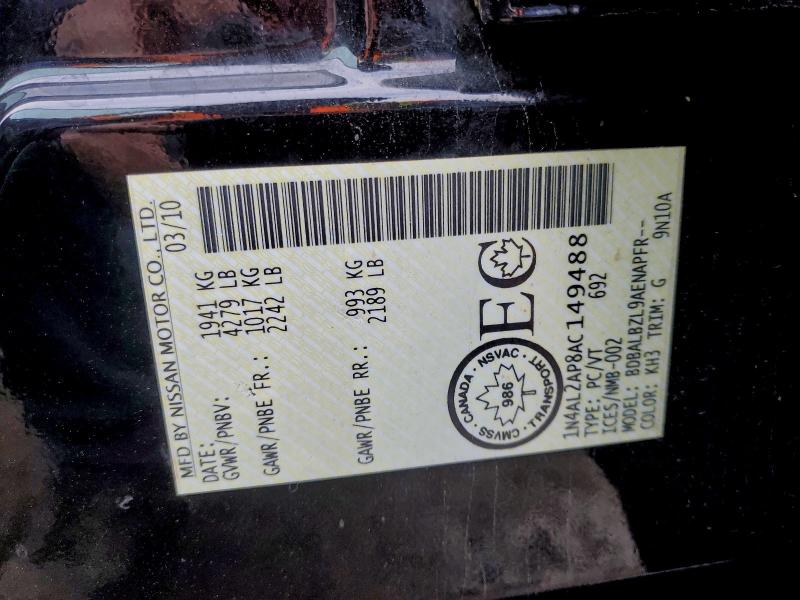 MFD BY NISSAN MOTOR CO., LTD.
DATE: 03/10
GVWR/PNBV: 1941 KG
4279 LB
GAWR/PNBE FR.: 1017 KG
2242 LB
GAWR/PNBE RR.: 993 KG
2189 LB
CANADA · NSVAC · TRANSPORT · CMVSS ·
986
EC
1N4AL2AP8AC149488
TYPE: PC/VT 692
ICES/NMB-002
MODEL: BDBALBZL9AENAPFR--
COLOR: KH3 TRIM: G 9N10A